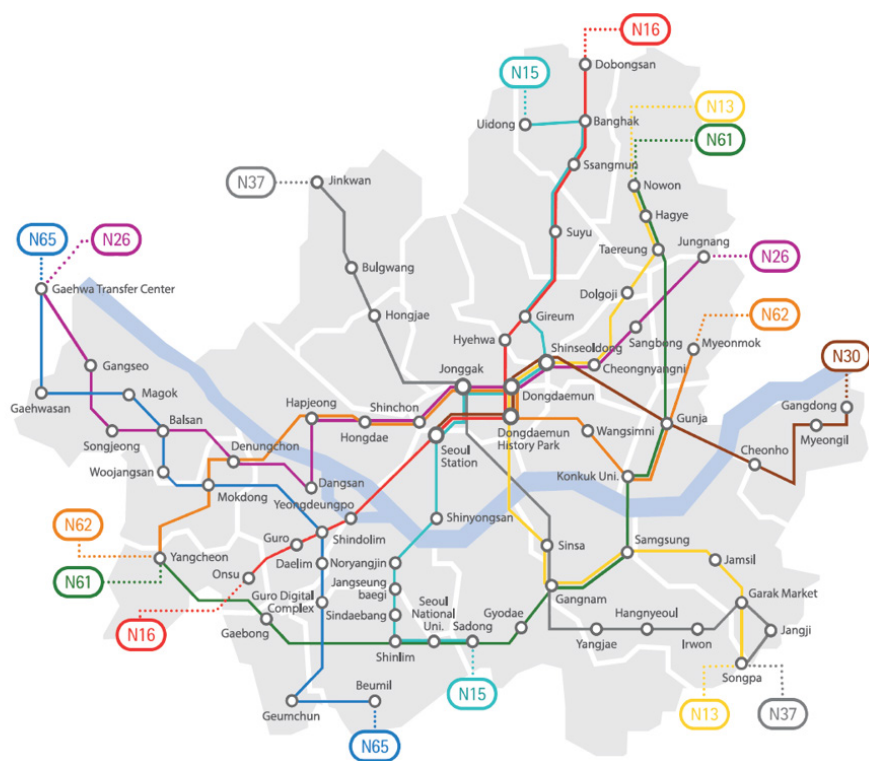 N16
Dobongsan
N15
Uidong
Banghak
N13
N61
Ssangmun
N37
Jinkwan
Nowon
Hagye
Suyu
Taereung
Jungnang
N65
N26
N26
Bulgwang
Gaehwa Transfer Center
Dolgoji
Hongjae
Gireum
N62
Hyehwa
Sangbong
Shinseoldong
Myeonmok
Gangseo
Jonggak
Cheongnyangni
N30
Gaehwasan
Magok
Dongdaemun
Hapjeong
Shinchon
Gangdong
Balsan
Hongdae
Gunja
Songjeong
Denungchon
Dongdaemun
History Park
Wangsimni
Myeongil
Seoul
Station
Cheonho
Woojangsan
Dangsan
Konkuk Uni.
Mokdong
Yeongdeungpo
Shinyongsan
N62
Shindolim
Guro
Sinsa
Samsung
Yangcheon
Daelim
Noryangjin
Jamsil
N61
Onsu
Jangseung
baegi
Gangnam
Guro Digital
Complex
Sindaebang
Seoul
National
Uni.
Sadong
Gyodae
Hangnyeoul
Garak Market
N16
Gaebong
Shinlim
Yangjae
Irwon
Jangji
Songpa
Beumil
N15
Geumchun
N13
N37
N65